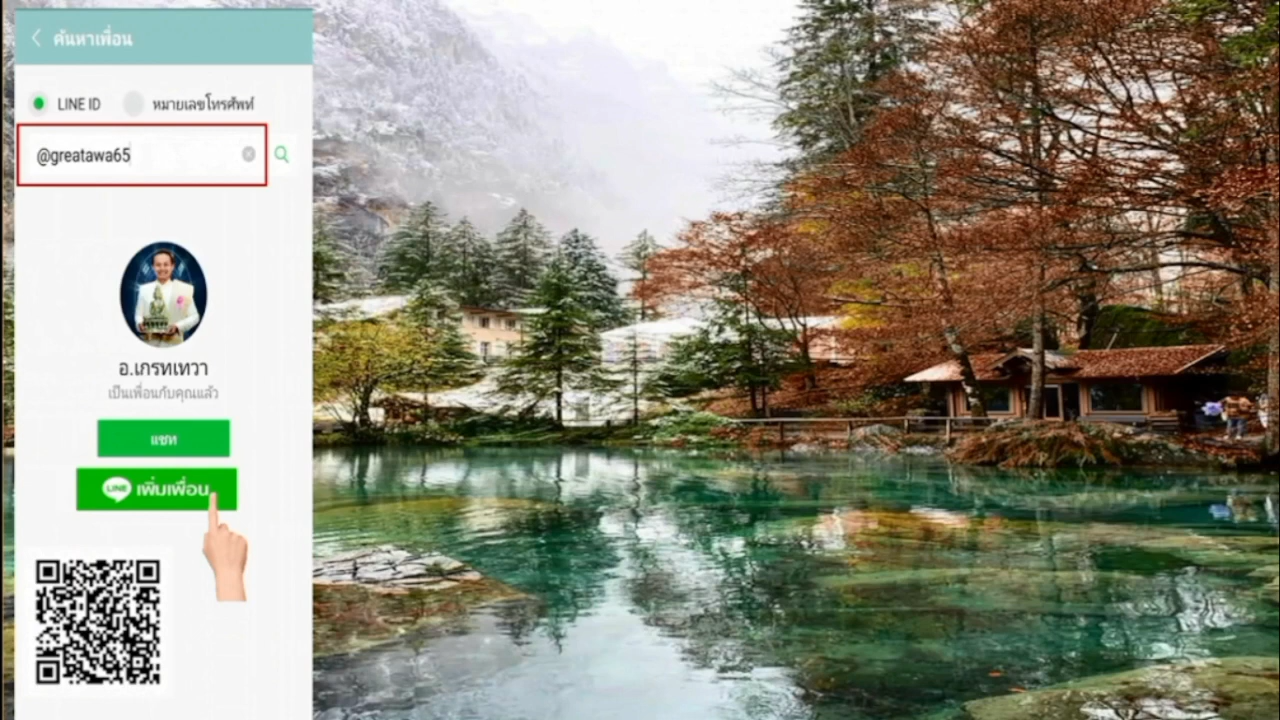 ค้นหาเพื่อน
LINE ID หมายเลขโทรศัพท์
@greatawa65
อ.เกรทเทวา
เป็นเพื่อนกับคุณแล้ว
แชท
LINE เพิ่มเพื่อน